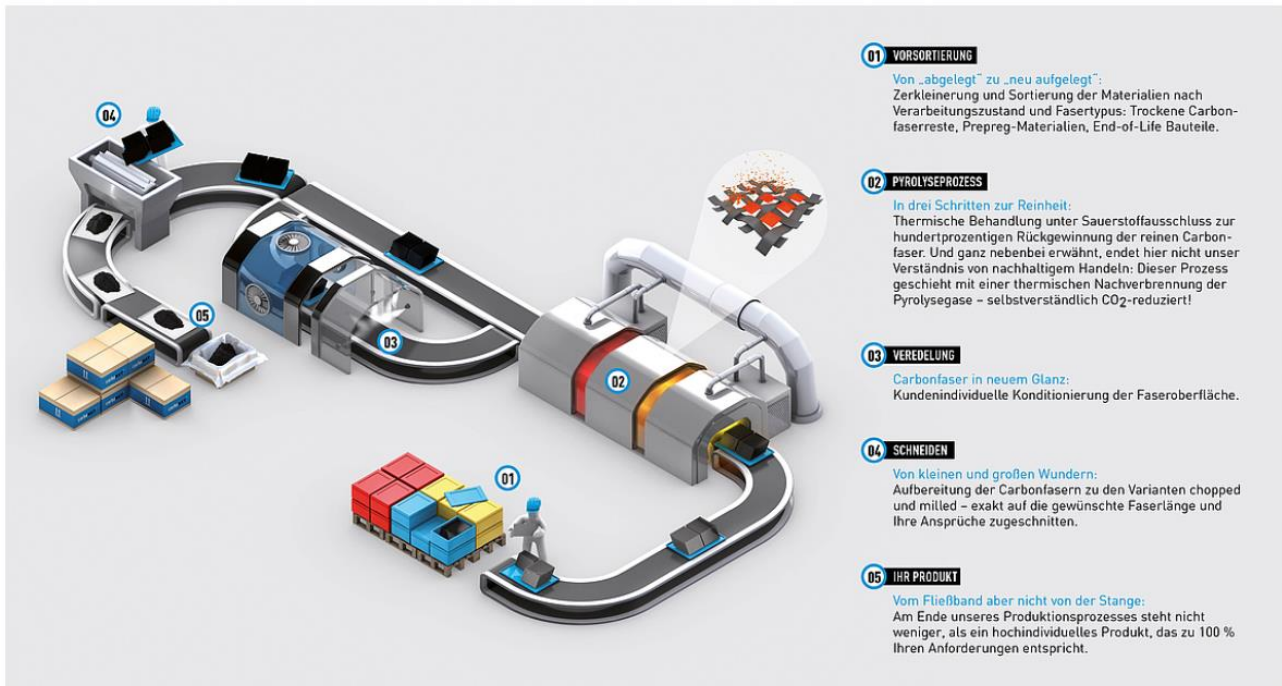 01 VORSORTIERUNG
Von „abgelegt“ zu „neu aufgelegt“:
Zerkleinerung und Sortierung der Materialien nach
Verarbeitungszustand und Fasertypus: Trockene Carbon-
faserreste, Prepreg-Materialien, End-of-Life Bauteile.
02 PYROLYSEPROZESS
In drei Schritten zur Reinheit:
Thermische Behandlung unter Sauerstoffausschluss zur
hundertprozentigen Rückgewinnung der reinen Carbon-
faser. Und ganz nebenbei erwähnt, endet hier nicht unser
Verständnis von nachhaltigem Handeln: Dieser Prozess
geschieht mit einer thermischen Nachverbrennung der
Pyrolysegase – selbstverständlich CO2-reduziert!
03 VEREDELUNG
Carbonfaser in neuem Glanz:
Kundenindividuelle Konditionierung der Faseroberfläche.
04 SCHNEIDEN
Von kleinen und großen Wundern:
Aufbereitung der Carbonfasern zu den Varianten chopped
und milled – exakt auf die gewünschte Faserlänge und
Ihre Ansprüche zugeschnitten.
05 IHR PRODUKT
Vom Fließband aber nicht von der Stange:
Am Ende unseres Produktionsprozesses steht nicht
weniger, als ein hochindividuelles Produkt, das zu 100 %
Ihren Anforderungen entspricht.
04
05
03
02
01